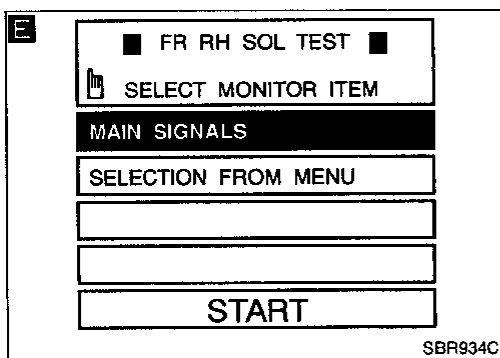 E
FR RH SOL TEST
SELECT MONITOR ITEM
MAIN SIGNALS
SELECTION FROM MENU
START
SBR934C